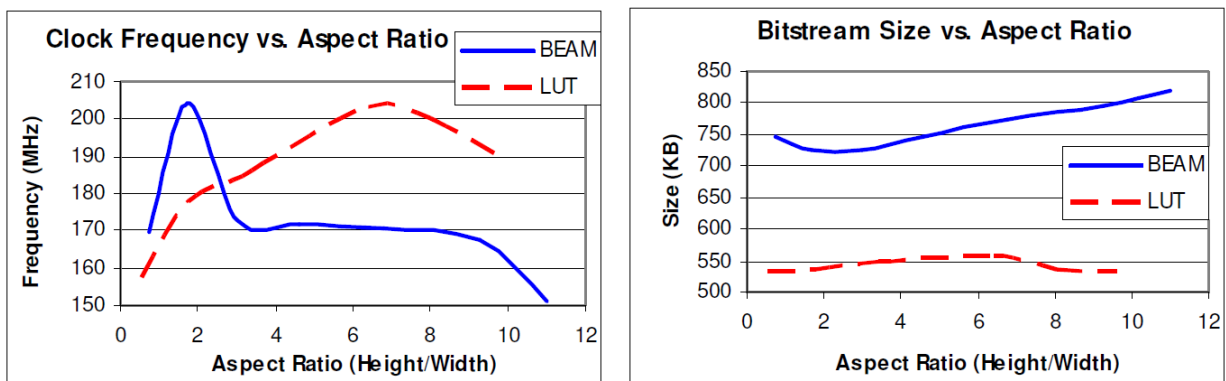 Clock Frequency vs. Aspect Ratio
BEAM
LUT
Frequency (MHz)
210
200
190
180
170
160
150
0 2 4 6 8 10 12
Aspect Ratio (Height/Width)
Bitstream Size vs. Aspect Ratio
Size (KB)
850
800
750
700
650
600
550
500
BEAM
LUT
0 2 4 6 8 10 12
Aspect Ratio (Height/Width)